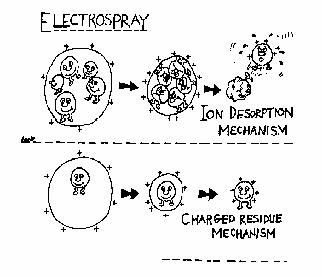 ELECTROSPRAY
ION DESORPTION
MECHANISM
CHARGED RESIDUE
MECHANISM